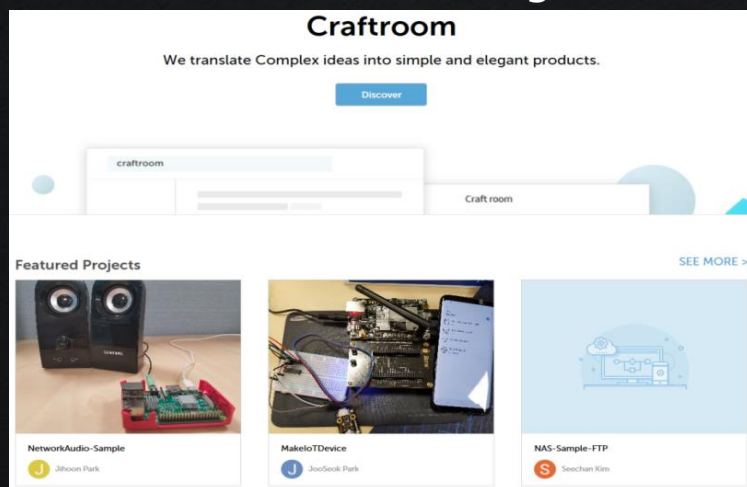 Craftroom
We translate Complex ideas into simple and elegant products.
Discover
craftroom
Craft room
Featured Projects
SEE MORE >
NetworkAudio-Sample
J Jihoon Park
MakeIoTDevice
J JooSeok Park
NAS-Sample-FTP
S Seechan Kim